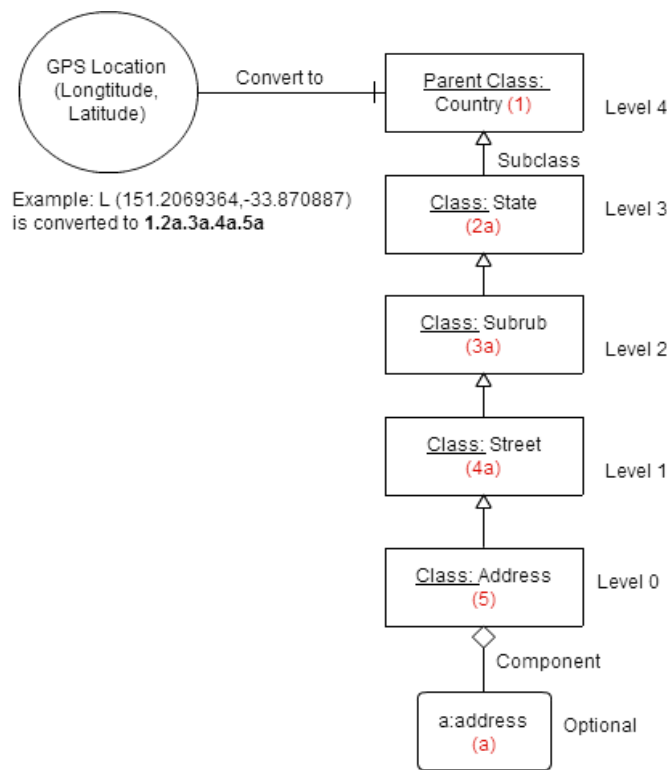 GPS Location
(Longtitude,
Latitude)
Convert to
Parent Class:
Country (1)
Level 4
Subclass
Example: L (151.2069364,-33.870887)
is converted to 1.2a.3a.4a.5a
Class: State
(2a)
Level 3
Class: Subrub
(3a)
Level 2
Class: Street
(4a)
Level 1
Class: Address
(5)
Level 0
Component
a:address
(a)
Optional